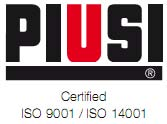 PIUSI
®
Certified
ISO 9001 / ISO 14001